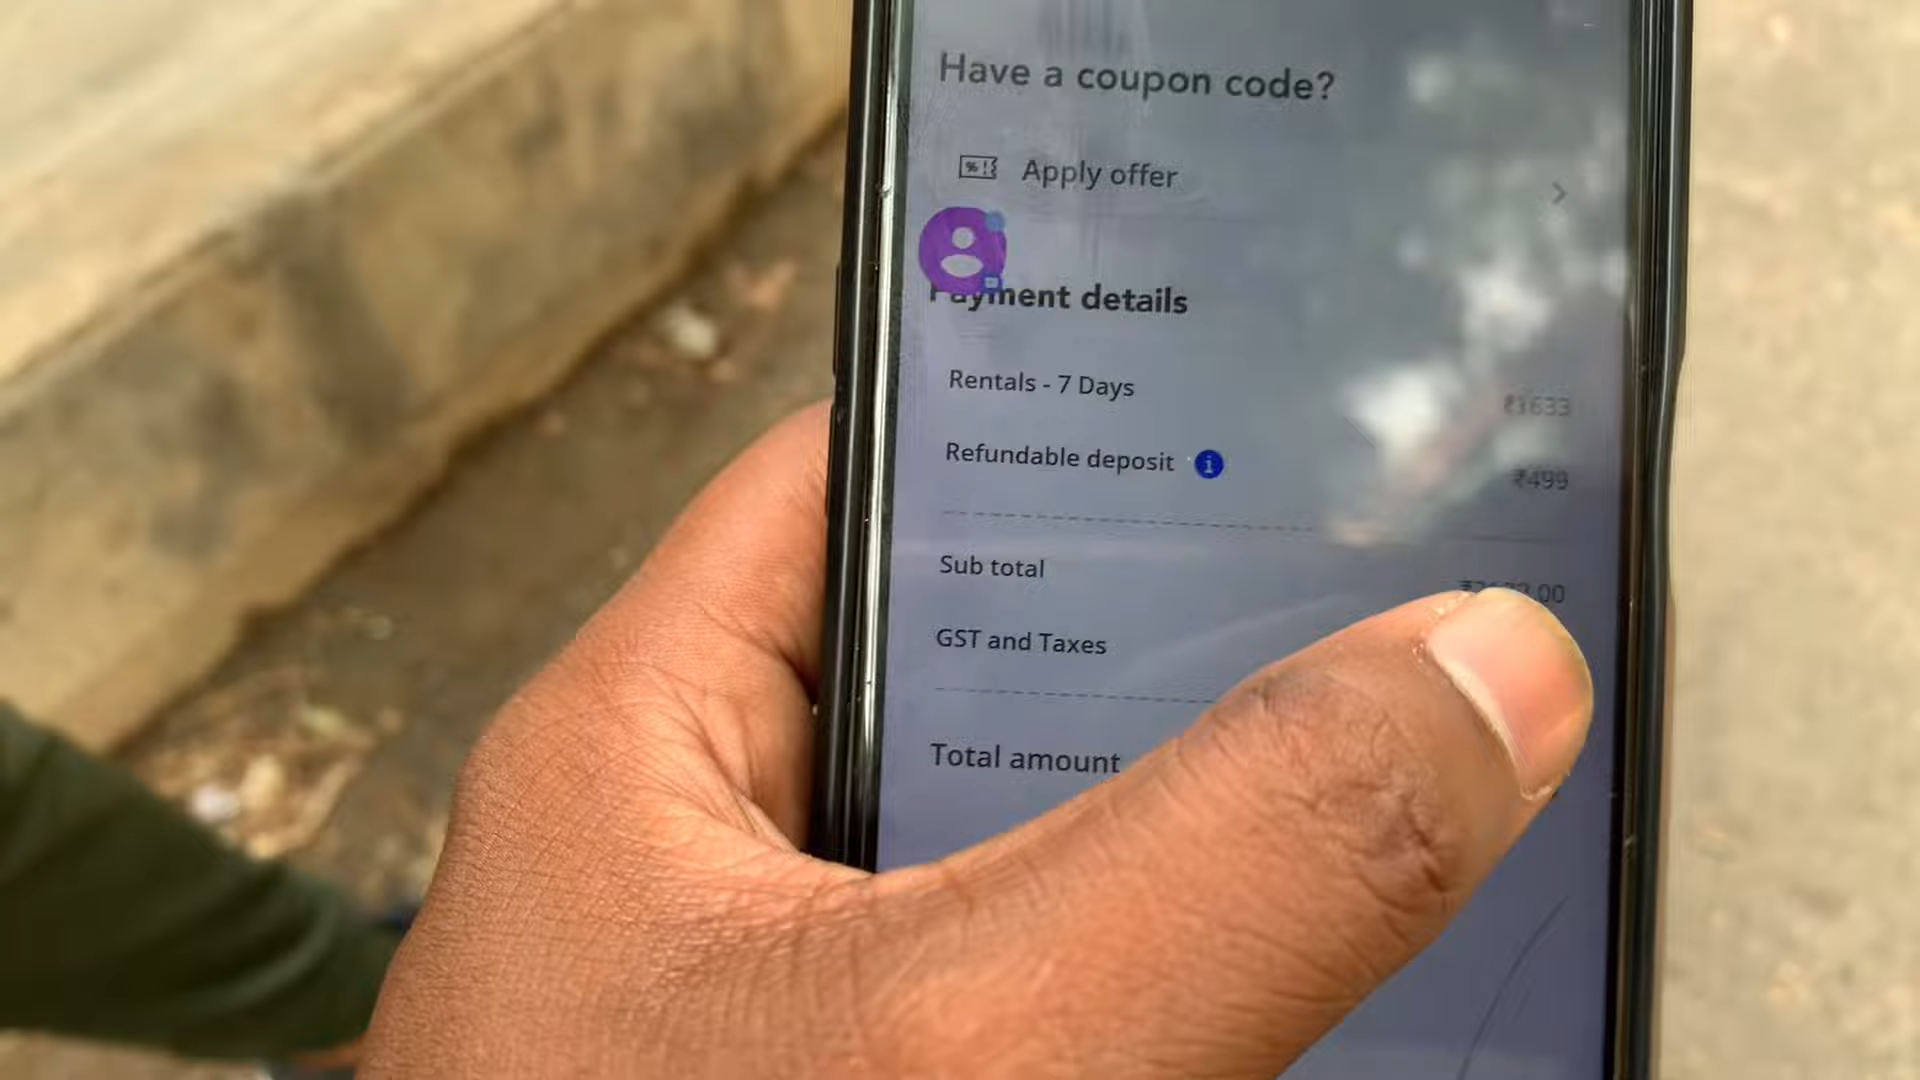 Have a coupon code?
Apply offer
Payment details
Rentals - 7 Days
₹1633
Refundable deposit
₹499
Sub total
GST and Taxes
Total amount